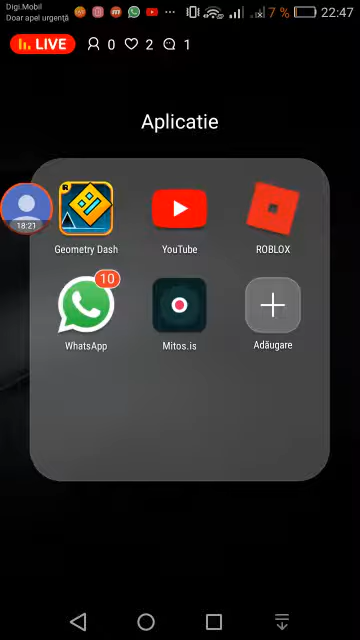 Digi.Mobil
Doar apel urgență
7 %
22:47
LIVE
0
2
1
Aplicatie
18:21
Geometry Dash
YouTube
ROBLOX
10
WhatsApp
Mitos.is
Adăugare